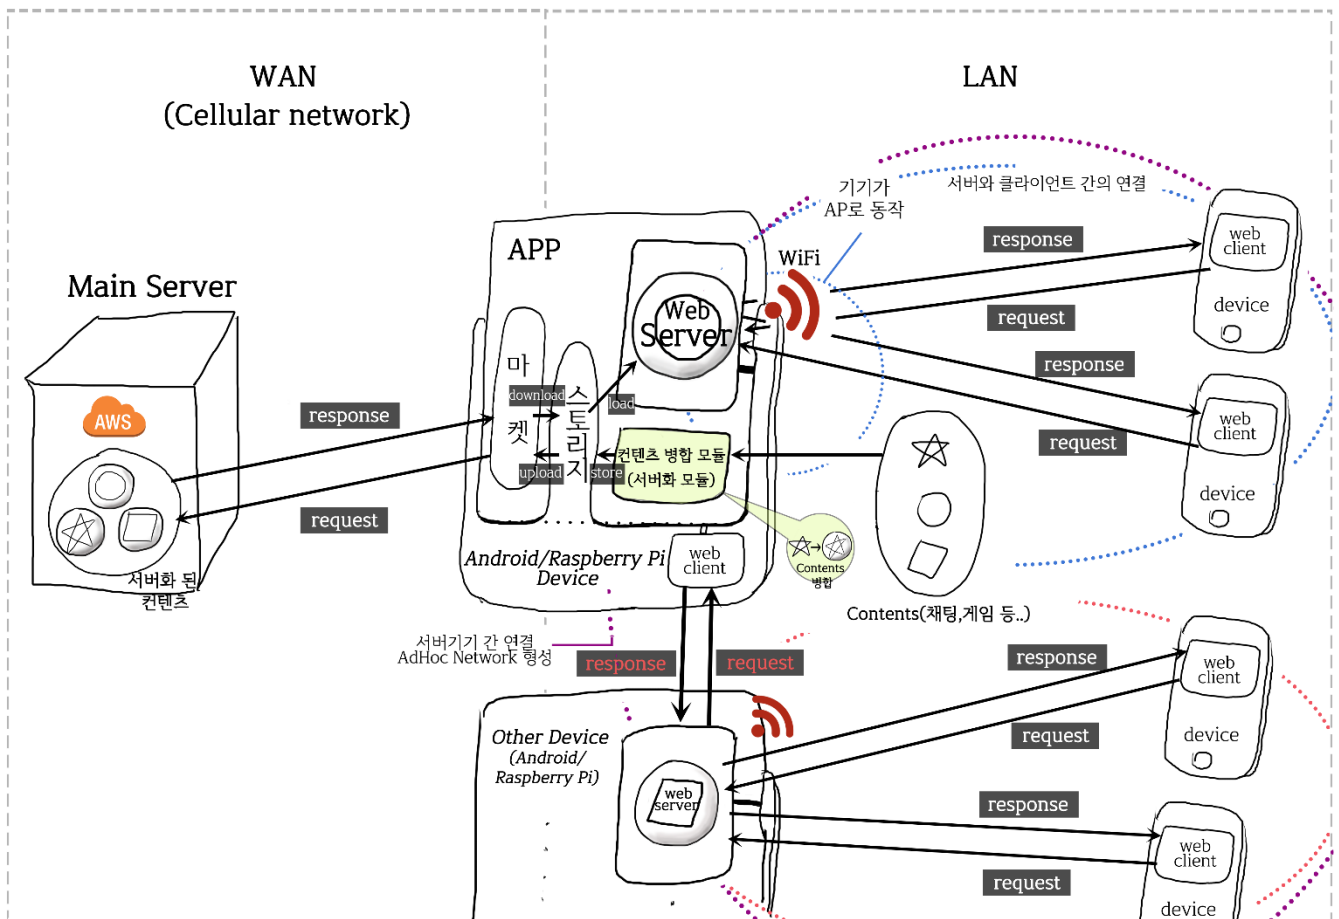 WAN
(Cellular network)
LAN
기기가
AP로 동작
서버와 클라이언트 간의 연결
APP
WiFi
response
web
client
request
device
Main Server
Web
Server
마
켓
download
스토리지
load
AWS
response
request
upload
store
컨텐츠 병합 모듈
(서버화 모듈)
response
request
web
client
device
서버화 된
컨텐츠
Android/Raspberry Pi
Device
web
client
Contents
병합
Contents(채팅,게임 등..)
서버기기 간 연결
AdHoc Network 형성
response
request
response
request
web
client
device
Other Device
(Android/
Raspberry Pi)
web
server
response
request
web
client
device